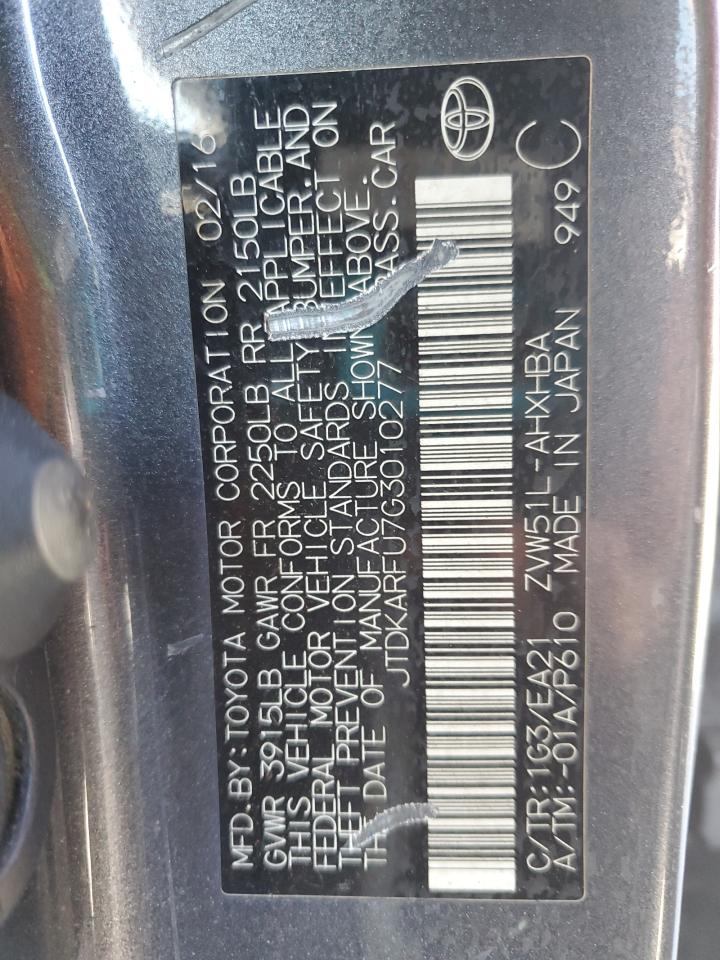 MFD.BY:TOYOTA MOTOR CORPORATION 02/16
GVWR 3915LB GAWR FR 2250LB RR 2150LB
THIS VEHICLE CONFORMS TO ALL APPLICABLE
FEDERAL MOTOR VEHICLE SAFETY BUMPER,AND
THEFT PREVENTION STANDARDS IN EFFECT ON
THE DATE OF MANUFACTURE SHOWN ABOVE.
JTDKARFU7G3010277 PASS.CAR
C/TR:1G3/EA21 ZVW51L-AHXHBA
A/TM:-01A/P610 MADE IN JAPAN 949 C